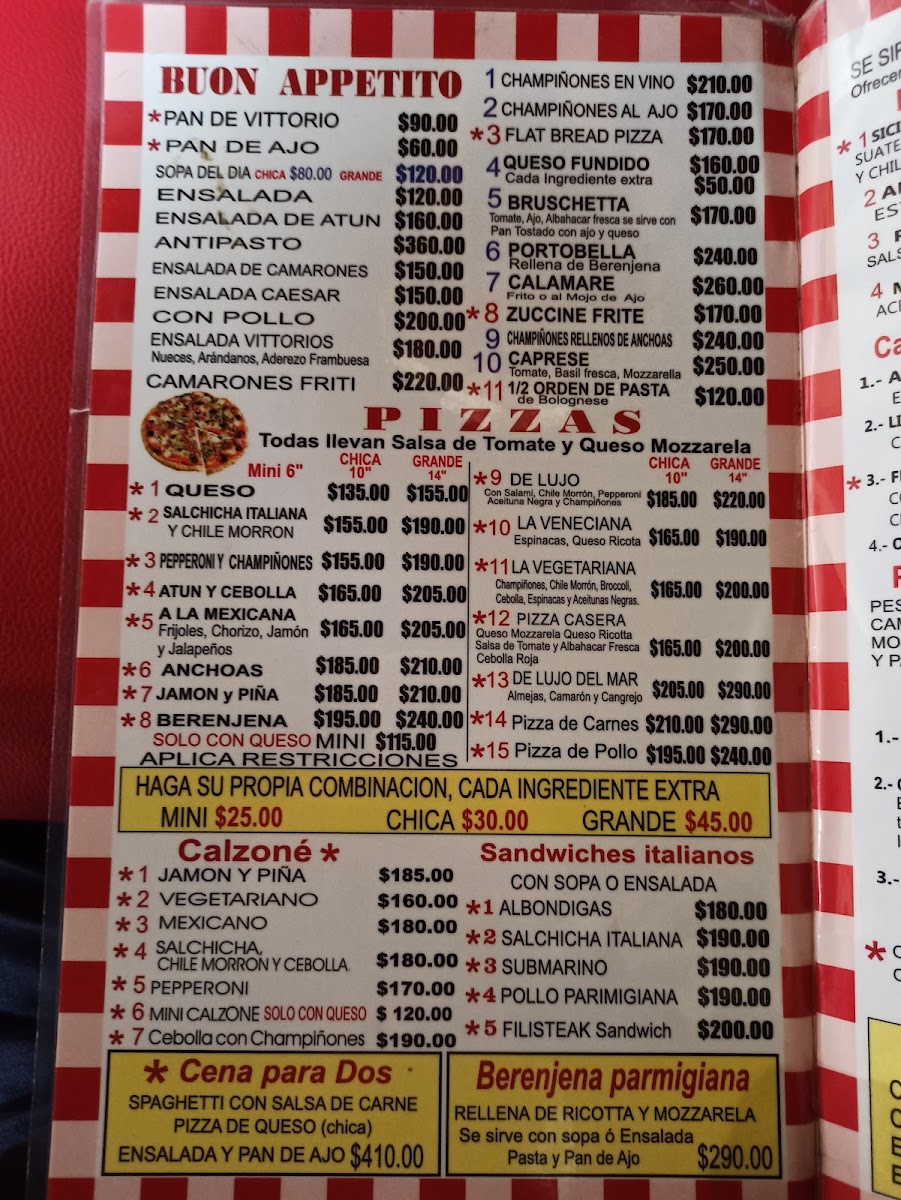 BUON APPETITO
*PAN DE VITTORIO $90.00
*PAN DE AJO $60.00
SOPA DEL DIA CHICA $80.00 GRANDE $120.00
ENSALADA $120.00
ENSALADA DE ATUN $160.00
ANTIPASTO $360.00
ENSALADA DE CAMARONES $150.00
ENSALADA CAESAR $150.00
CON POLLO $200.00
ENSALADA VITTORIOS $180.00
Nueces, Arándanos, Aderezo Frambuesa
CAMARONES FRITI $220.00
1 CHAMPIÑONES EN VINO $210.00
2 CHAMPIÑONES AL AJO $170.00
*3 FLAT BREAD PIZZA $170.00
4 QUESO FUNDIDO $160.00
Cada Ingrediente extra $50.00
5 BRUSCHETTA $170.00
Tomate, Ajo, Albahacar fresca se sirve con
Pan Tostado con ajo y queso
6 PORTOBELLA $240.00
Rellena de Berenjena
7 CALAMARE $260.00
Frito o al Mojo de Ajo
*8 ZUCCINE FRITE $170.00
9 CHAMPIÑONES RELLENOS DE ANCHOAS $240.00
10 CAPRESE $250.00
Tomate, Basil fresca, Mozzarella
*11 1/2 ORDEN DE PASTA $120.00
de Bolognese
PIZZAS
Todas llevan Salsa de Tomate y Queso Mozzarela
Mini 6" CHICA 10" GRANDE 14"
*1 QUESO $135.00 $155.00
*2 SALCHICHA ITALIANA $155.00 $190.00
Y CHILE MORRON
*3 PEPPERONI Y CHAMPIÑONES $155.00 $190.00
*4 ATUN Y CEBOLLA $165.00 $205.00
*5 A LA MEXICANA $165.00 $205.00
Frijoles, Chorizo, Jamón
y Jalapeños
*6 ANCHOAS $185.00 $210.00
*7 JAMON y PIÑA $185.00 $210.00
*8 BERENJENA $195.00 $240.00
SOLO CON QUESO MINI $115.00
APLICA RESTRICCIONES
CHICA 10" GRANDE 14"
*9 DE LUJO $185.00 $220.00
Con Salami, Chile Morrón, Pepperoni
Aceituna Negra y Champiñones
*10 LA VENECIANA $165.00 $190.00
Espinacas, Queso Ricota
*11 LA VEGETARIANA $165.00 $200.00
Champiñones, Chile Morrón, Broccoli,
Cebolla, Espinacas y Aceitunas Negras.
*12 PIZZA CASERA $165.00 $200.00
Queso Mozzarela Queso Ricotta
Salsa de Tomate y Albahacar Fresca
Cebolla Roja
*13 DE LUJO DEL MAR $205.00 $290.00
Almejas, Camarón y Cangrejo
*14 Pizza de Carnes $210.00 $290.00
*15 Pizza de Pollo $195.00 $240.00
HAGA SU PROPIA COMBINACION, CADA INGREDIENTE EXTRA
MINI $25.00 CHICA $30.00 GRANDE $45.00
Calzoné *
*1 JAMON Y PIÑA $185.00
*2 VEGETARIANO $160.00
*3 MEXICANO $180.00
*4 SALCHICHA,
CHILE MORRON Y CEBOLLA $180.00
*5 PEPPERONI $170.00
*6 MINI CALZONE SOLO CON QUESO $ 120.00
*7 Cebolla con Champiñones $190.00
Sandwiches italianos
CON SOPA O ENSALADA
*1 ALBONDIGAS $180.00
*2 SALCHICHA ITALIANA $190.00
*3 SUBMARINO $190.00
*4 POLLO PARIMIGIANA $190.00
*5 FILISTEAK Sandwich $200.00
* Cena para Dos
SPAGHETTI CON SALSA DE CARNE
PIZZA DE QUESO (chica)
ENSALADA Y PAN DE AJO $410.00
Berenjena parmigiana
RELLENA DE RICOTTA Y MOZZARELA
Se sirve con sopa ó Ensalada
Pasta y Pan de Ajo $290.00